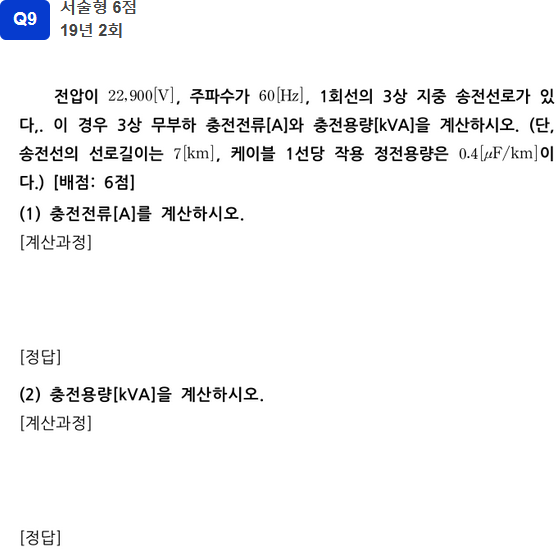 Q9
서술형 6점
19년 2회
전압이 22,900[V], 주파수가 60[Hz], 1회선의 3상 지중 송전선로가 있
다,. 이 경우 3상 무부하 충전전류[A]와 충전용량[kVA]을 계산하시오. (단,
송전선의 선로길이는 7[km], 케이블 1선당 작용 정전용량은 0.4[μF/km]이
다.) [배점: 6점]
(1) 충전전류[A]를 계산하시오.
[계산과정]
[정답]
(2) 충전용량[kVA]을 계산하시오.
[계산과정]
[정답]